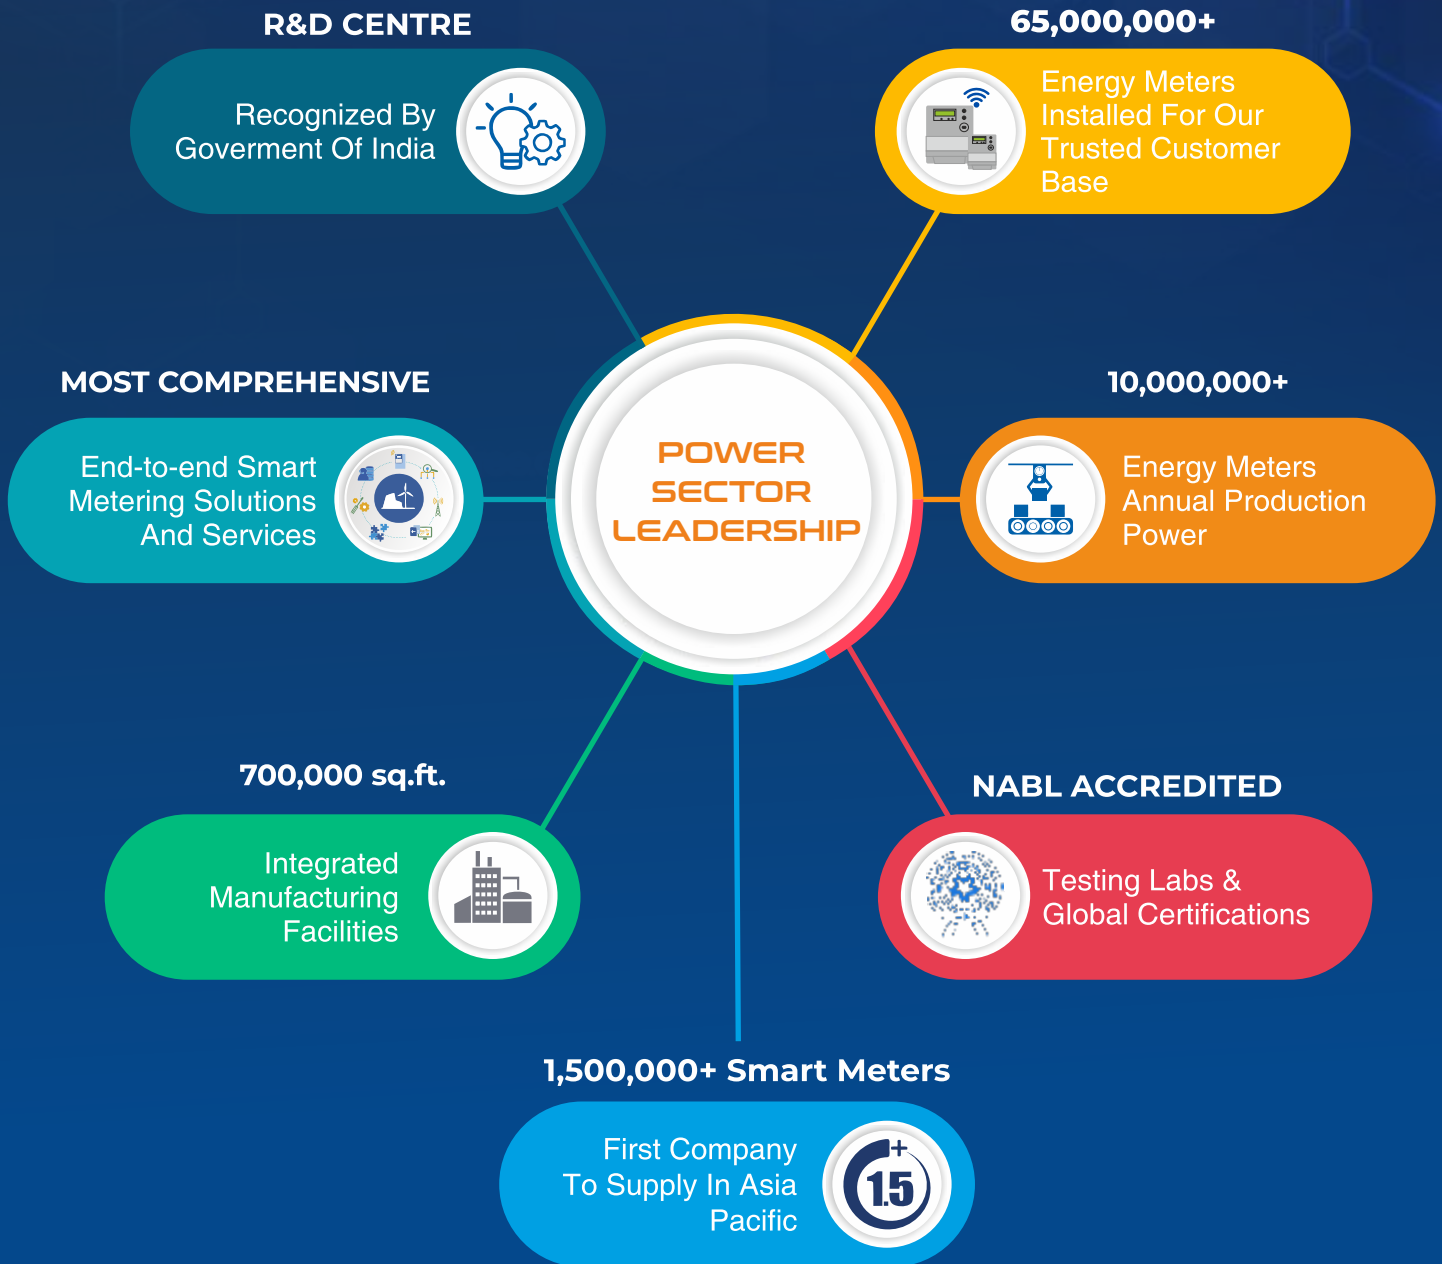 R&D CENTRE
Recognized By
Goverment Of India
65,000,000+
Energy Meters
Installed For Our
Trusted Customer
Base
MOST COMPREHENSIVE
End-to-end Smart
Metering Solutions
And Services
POWER
SECTOR
LEADERSHIP
10,000,000+
Energy Meters
Annual Production
Power
700,000 sq.ft.
Integrated
Manufacturing
Facilities
NABL ACCREDITED
Testing Labs &
Global Certifications
1,500,000+ Smart Meters
First Company
To Supply In Asia
Pacific
+
1.5